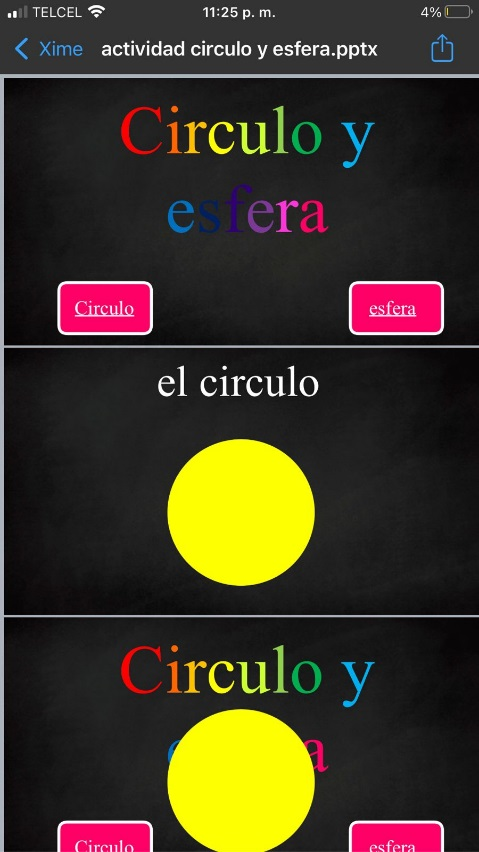 TELCEL 11:25 p. m. 4%
Xime actividad circulo y esfera.pptx
Circulo y
esfera
Circulo esfera
el circulo
Circulo y
a
Circulo esfera